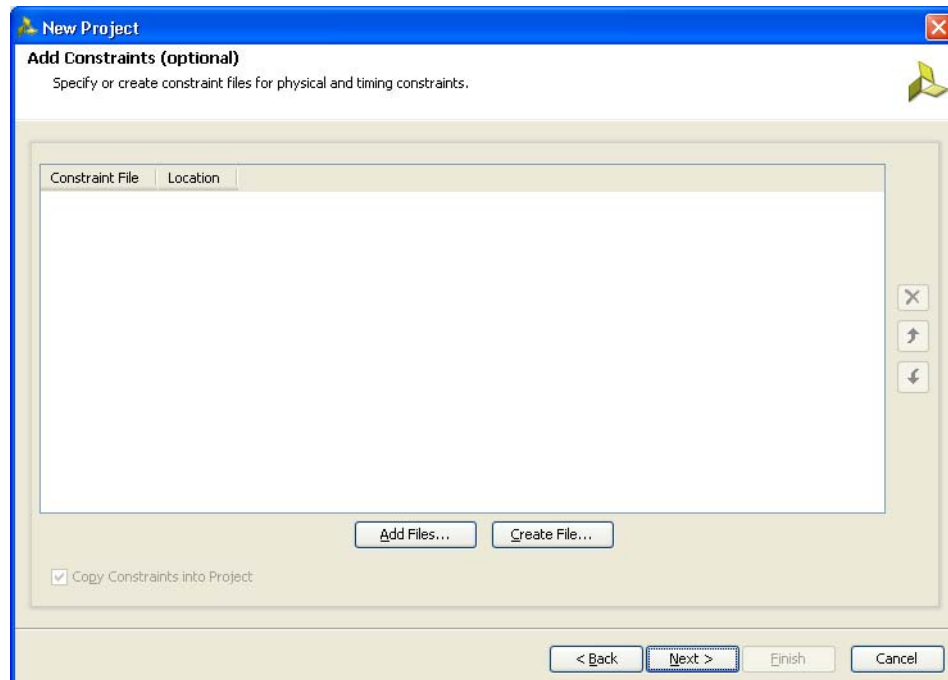 New Project
Add Constraints (optional)
Specify or create constraint files for physical and timing constraints.
Constraint File Location
Add Files... Create File...
Copy Constraints into Project
< Back Next > Finish Cancel